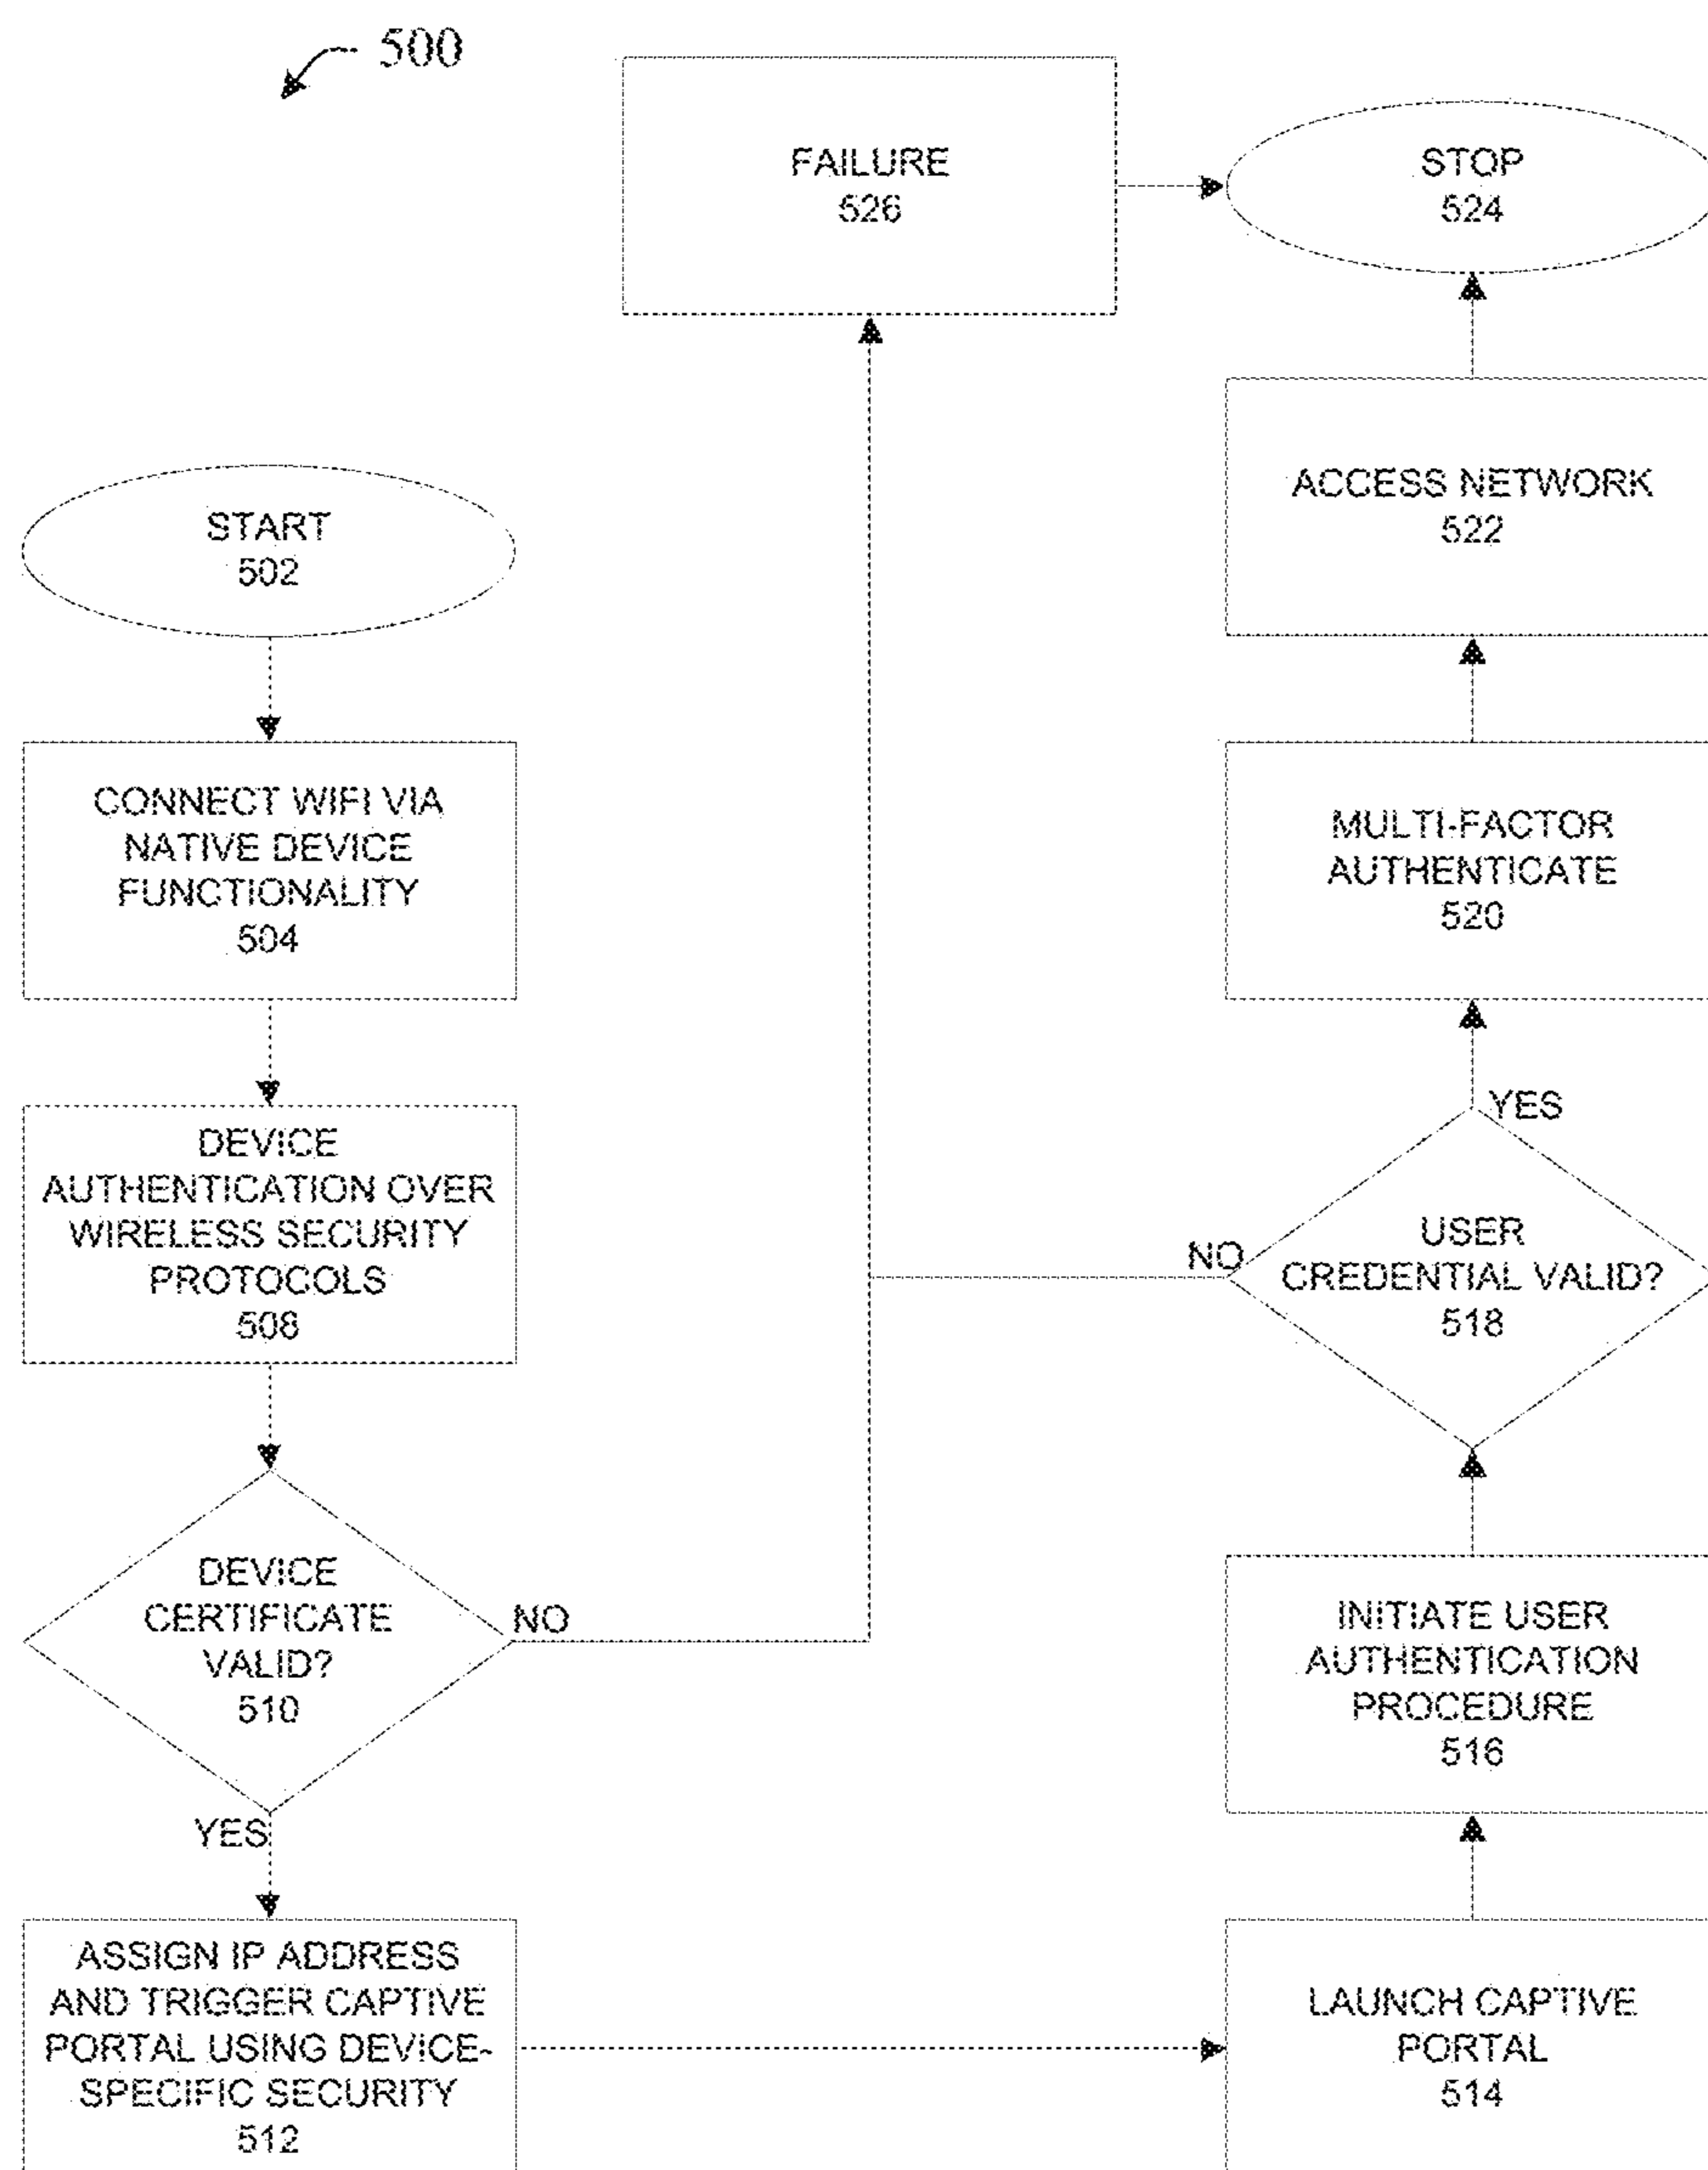 500
FAILURE
526
STOP
524
START
502
ACCESS NETWORK
522
CONNECT WIFI VIA
NATIVE DEVICE
FUNCTIONALITY
504
MULTI-FACTOR
AUTHENTICATE
520
DEVICE
AUTHENTICATION OVER
WIRELESS SECURITY
PROTOCOLS
508
YES
NO
USER
CREDENTIAL VALID?
518
DEVICE
CERTIFICATE
VALID?
510
NO
YES
INITIATE USER
AUTHENTICATION
PROCEDURE
516
ASSIGN IP ADDRESS
AND TRIGGER CAPTIVE
PORTAL USING DEVICE-
SPECIFIC SECURITY
512
LAUNCH CAPTIVE
PORTAL
514